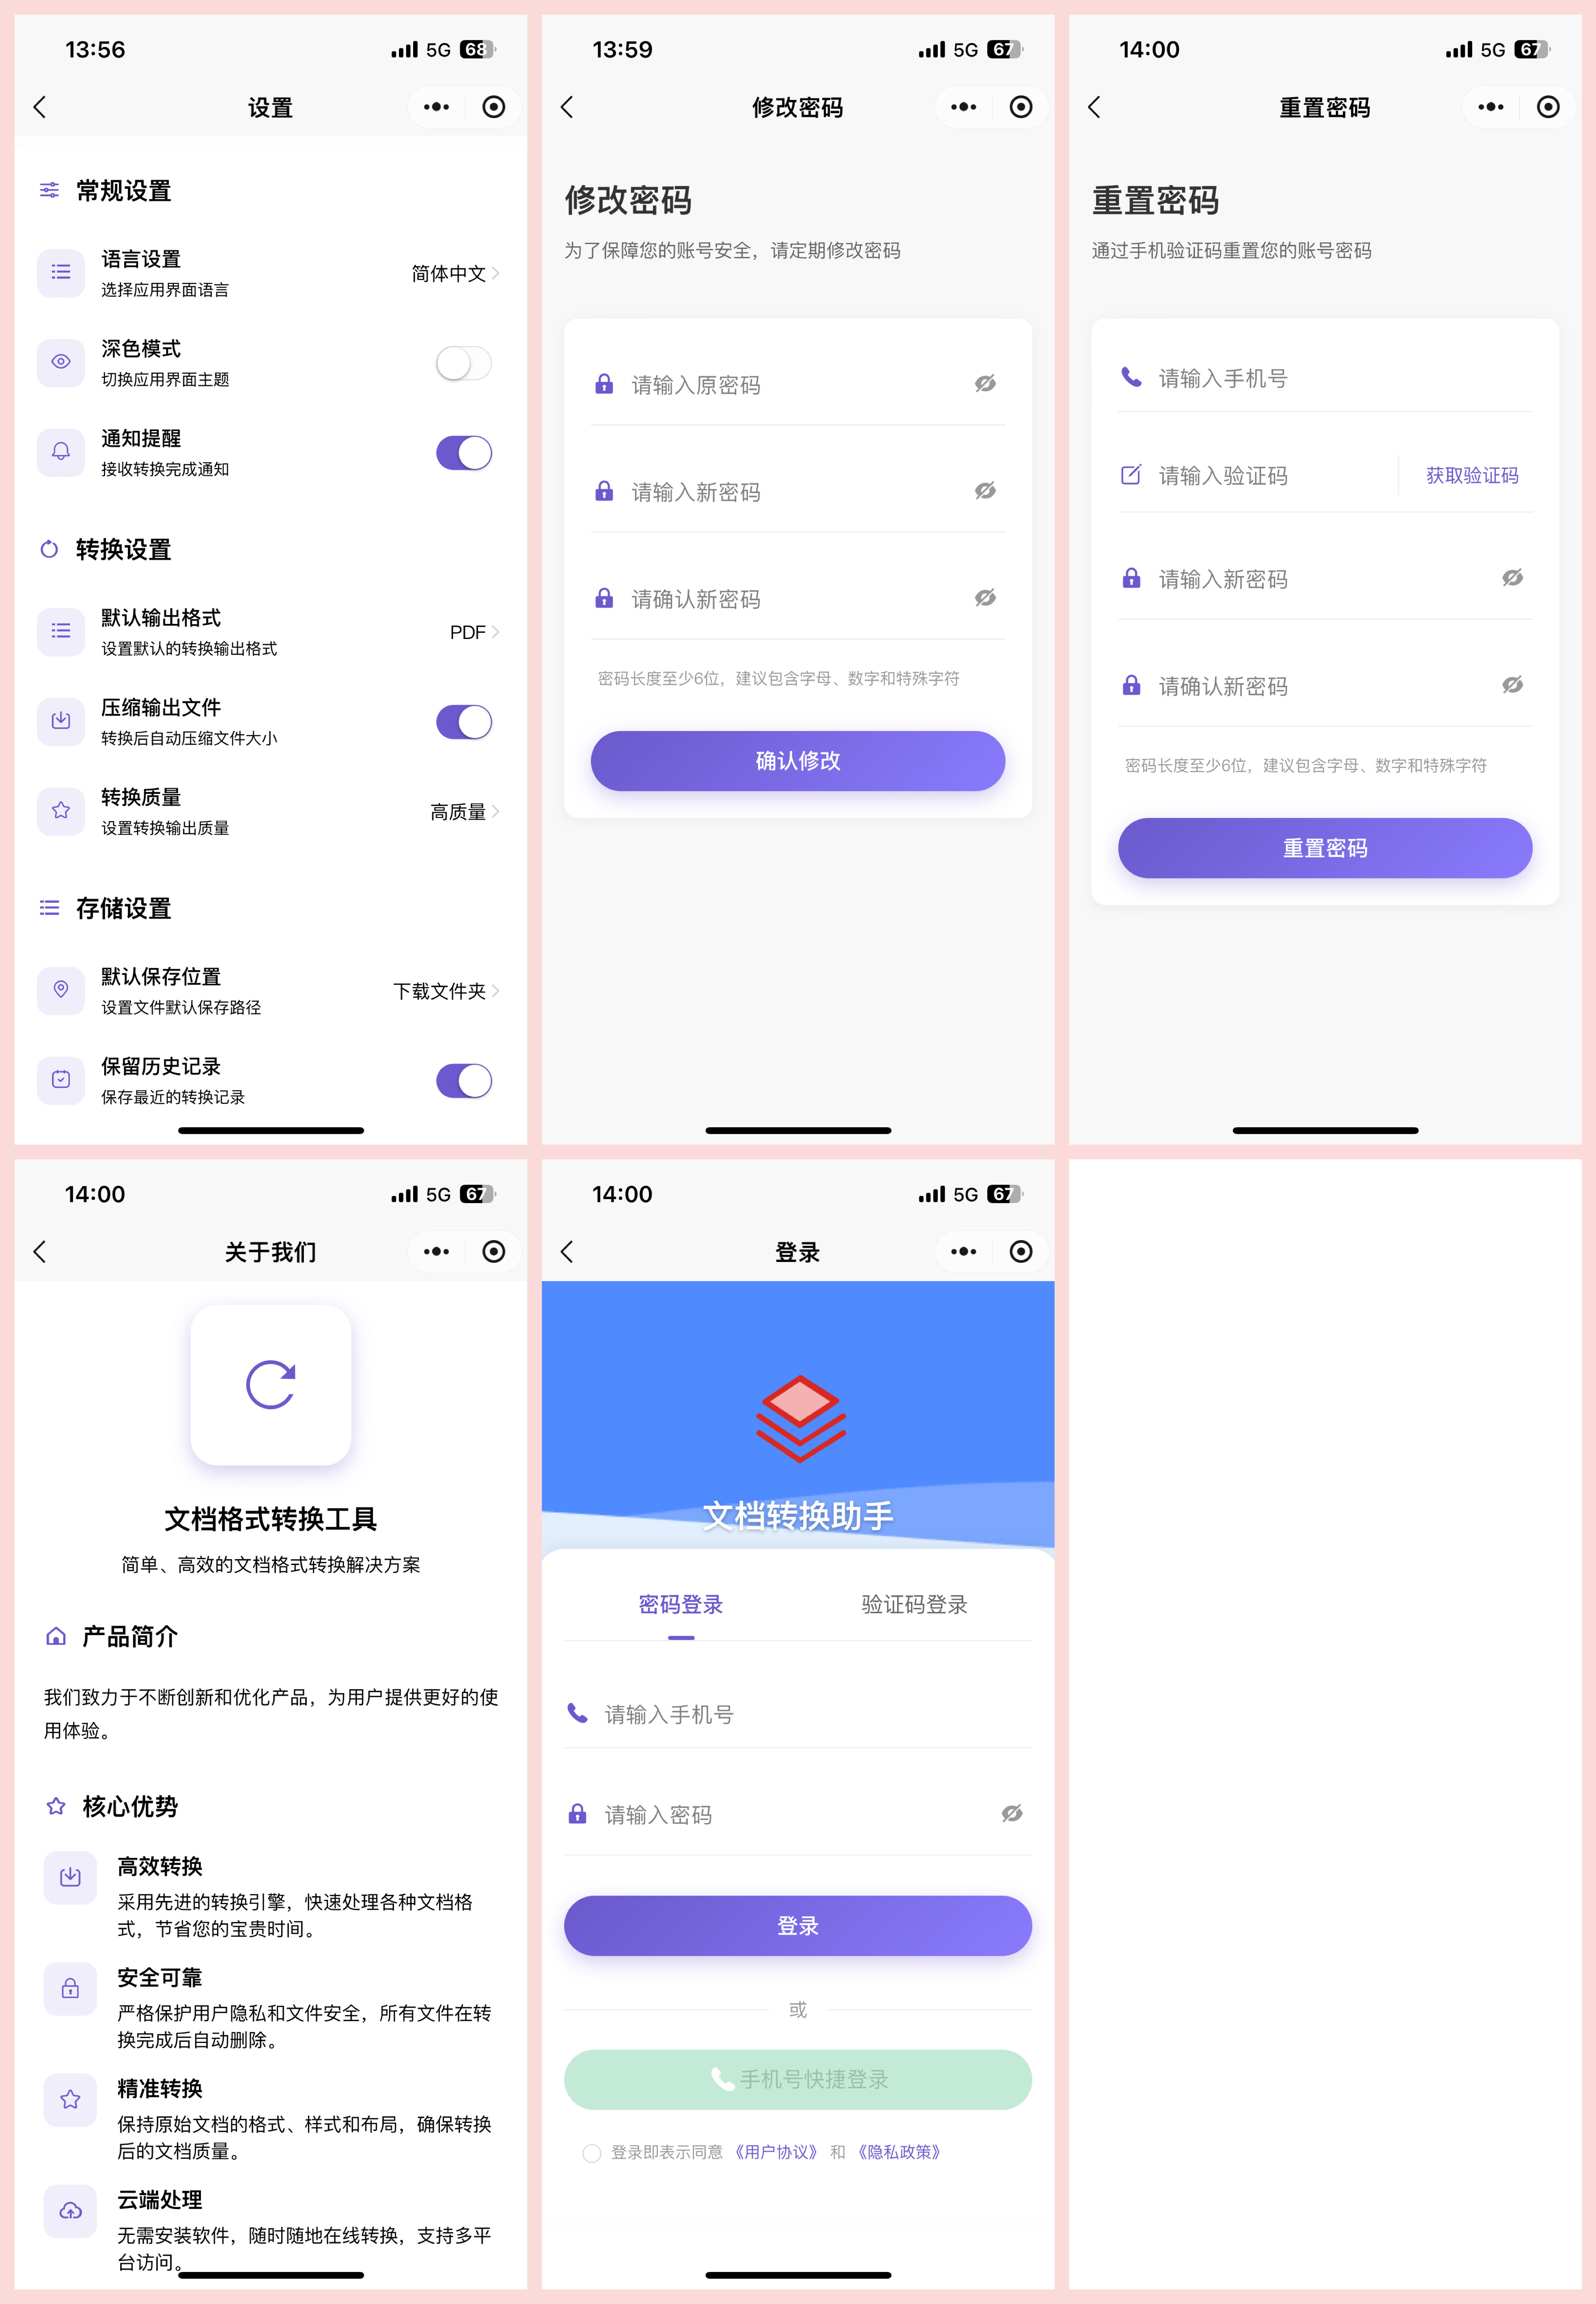 13:56
5G 68
设置
常规设置
语言设置
选择应用界面语言
简体中文
深色模式
切换应用界面主题
通知提醒
接收转换完成通知
转换设置
默认输出格式
设置默认的转换输出格式
PDF
压缩输出文件
转换后自动压缩文件大小
转换质量
设置转换输出质量
高质量
存储设置
默认保存位置
设置文件默认保存路径
下载文件夹
保留历史记录
保存最近的转换记录
13:59
5G 67
修改密码
修改密码
为了保障您的账号安全，请定期修改密码
请输入原密码
请输入新密码
请确认新密码
密码长度至少6位，建议包含字母、数字和特殊字符
确认修改
14:00
5G 67
重置密码
重置密码
通过手机验证码重置您的账号密码
请输入手机号
请输入验证码
获取验证码
请输入新密码
请确认新密码
密码长度至少6位，建议包含字母、数字和特殊字符
重置密码
14:00
5G 67
关于我们
文档格式转换工具
简单、高效的文档格式转换解决方案
产品简介
我们致力于不断创新和优化产品，为用户提供更好的使
用体验。
核心优势
高效转换
采用先进的转换引擎，快速处理各种文档格
式，节省您的宝贵时间。
安全可靠
严格保护用户隐私和文件安全，所有文件在转
换完成后自动删除。
精准转换
保持原始文档的格式、样式和布局，确保转换
后的文档质量。
云端处理
无需安装软件，随时随地在线转换，支持多平
台访问。
14:00
5G 67
登录
文档转换助手
密码登录
验证码登录
请输入手机号
请输入密码
登录
或
手机号快捷登录
登录即表示同意 《用户协议》 和 《隐私政策》